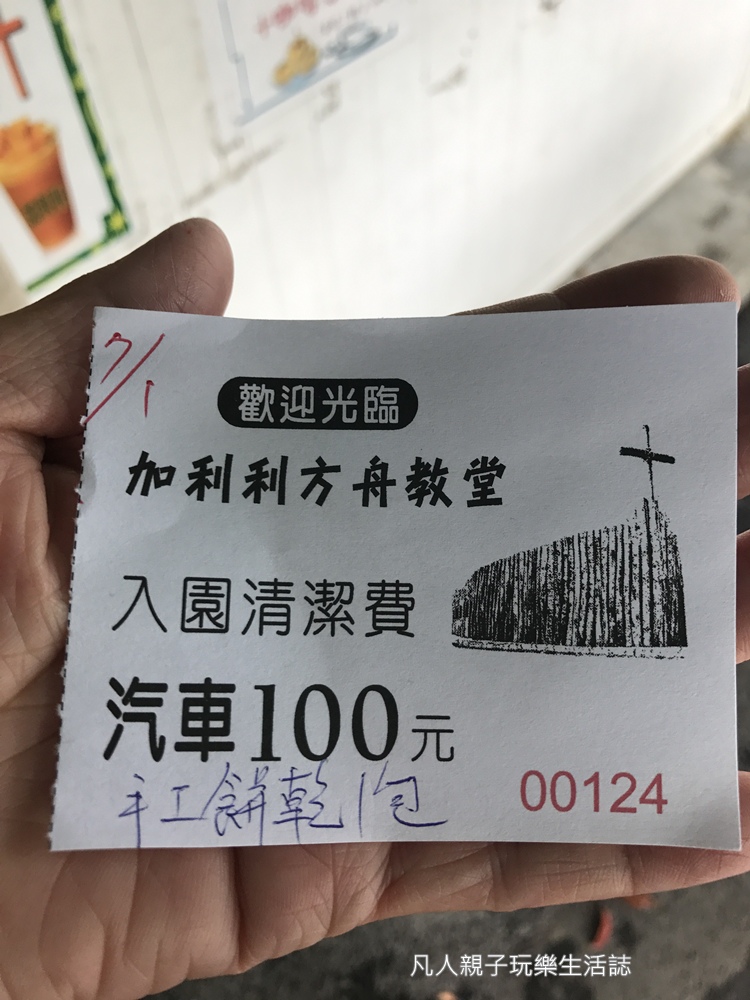 7/1
歡迎光臨
加利利方舟教堂
入園清潔費
汽車100元
手工餅乾1包
00124
凡人親子玩樂生活誌